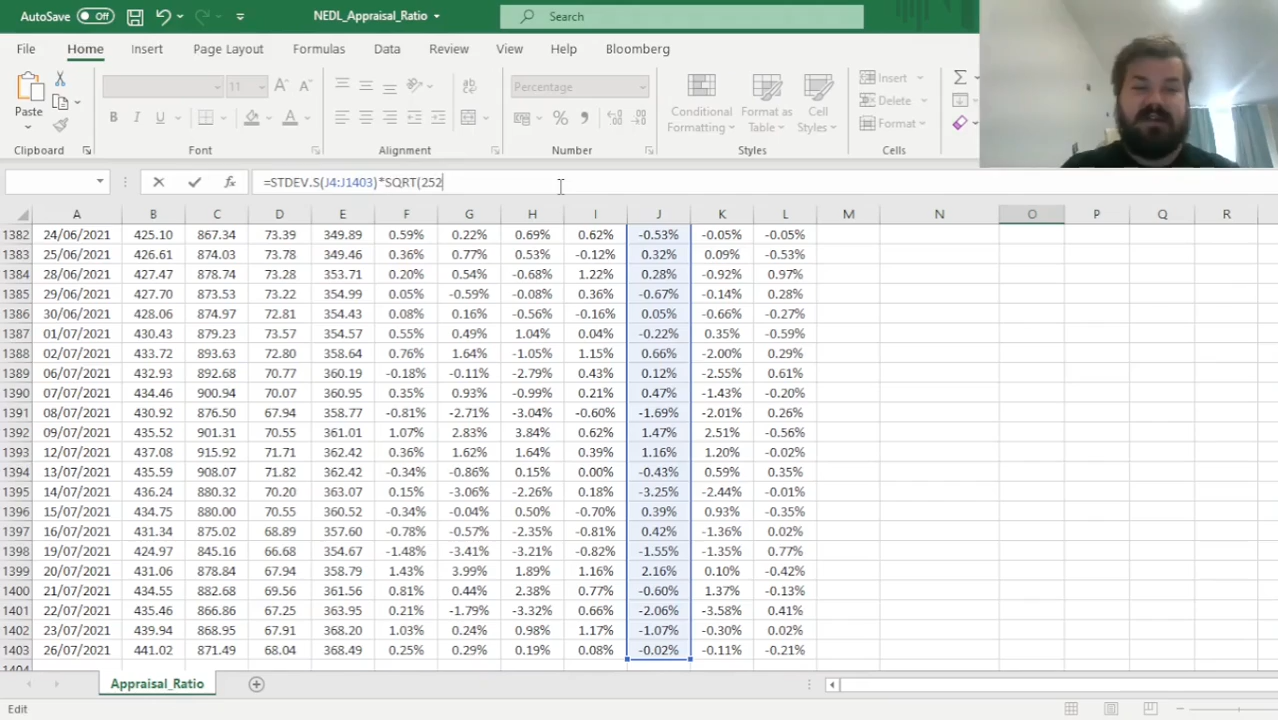 AutoSave Off NEDL_Appraisal_Ratio Search
File Home Insert Page Layout Formulas Data Review View Help Bloomberg
Paste 11 Percentage Conditional Formatting Format as Table Cell Styles Insert Delete Format
Clipboard Font Alignment Number Styles Cells
=STDEV.S(J4:J1403)*SQRT(252
A B C D E F G H I J K L M N O P Q R
1382 24/06/2021 425.10 867.34 73.39 349.89 0.59% 0.22% 0.69% 0.62% -0.53% -0.05% -0.05%
1383 25/06/2021 426.61 874.03 73.78 349.46 0.36% 0.77% 0.53% -0.12% 0.32% 0.09% -0.53%
1384 28/06/2021 427.47 878.74 73.28 353.71 0.20% 0.54% -0.68% 1.22% 0.28% -0.92% 0.97%
1385 29/06/2021 427.70 873.53 73.22 354.99 0.05% -0.59% -0.08% 0.36% -0.67% -0.14% 0.28%
1386 30/06/2021 428.06 874.97 72.81 354.43 0.08% 0.16% -0.56% -0.16% 0.05% -0.66% -0.27%
1387 01/07/2021 430.43 879.23 73.57 354.57 0.55% 0.49% 1.04% 0.04% -0.22% 0.35% -0.59%
1388 02/07/2021 433.72 893.63 72.80 358.64 0.76% 1.64% -1.05% 1.15% 0.66% -2.00% 0.29%
1389 06/07/2021 432.93 892.68 70.77 360.19 -0.18% -0.11% -2.79% 0.43% 0.12% -2.55% 0.61%
1390 07/07/2021 434.46 900.94 70.07 360.95 0.35% 0.93% -0.99% 0.21% 0.47% -1.43% -0.20%
1391 08/07/2021 430.92 876.50 67.94 358.77 -0.81% -2.71% -3.04% -0.60% -1.69% -2.01% 0.26%
1392 09/07/2021 435.52 901.31 70.55 361.01 1.07% 2.83% 3.84% 0.62% 1.47% 2.51% -0.56%
1393 12/07/2021 437.08 915.92 71.71 362.42 0.36% 1.62% 1.64% 0.39% 1.16% 1.20% -0.02%
1394 13/07/2021 435.59 908.07 71.82 362.42 -0.34% -0.86% 0.15% 0.00% -0.43% 0.59% 0.35%
1395 14/07/2021 436.24 880.32 70.20 363.07 0.15% -3.06% -2.26% 0.18% -3.25% -2.44% -0.01%
1396 15/07/2021 434.75 880.00 70.55 360.52 -0.34% -0.04% 0.50% -0.70% 0.39% 0.93% -0.35%
1397 16/07/2021 431.34 875.02 68.89 357.60 -0.78% -0.57% -2.35% -0.81% 0.42% -1.36% 0.02%
1398 19/07/2021 424.97 845.16 66.68 354.67 -1.48% -3.41% -3.21% -0.82% -1.55% -1.35% 0.77%
1399 20/07/2021 431.06 878.84 67.94 358.79 1.43% 3.99% 1.89% 1.16% 2.16% 0.10% -0.42%
1400 21/07/2021 434.55 882.68 69.56 361.56 0.81% 0.44% 2.38% 0.77% -0.60% 1.37% -0.13%
1401 22/07/2021 435.46 866.86 67.25 363.95 0.21% -1.79% -3.32% 0.66% -2.06% -3.58% 0.41%
1402 23/07/2021 439.94 868.95 67.91 368.20 1.03% 0.24% 0.98% 1.17% -1.07% -0.30% 0.02%
1403 26/07/2021 441.02 871.49 68.04 368.49 0.25% 0.29% 0.19% 0.08% -0.02% -0.11% -0.21%
Appraisal_Ratio
Edit